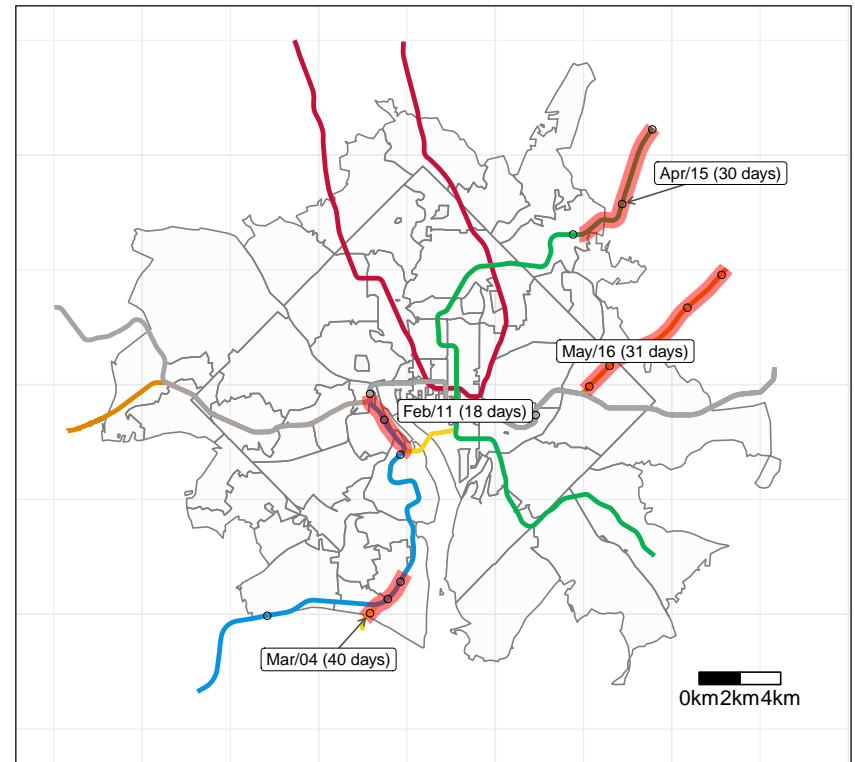 Apr/15 (30 days)
May/16 (31 days)
Feb/11 (18 days)
Mar/04 (40 days)
0km2km4km